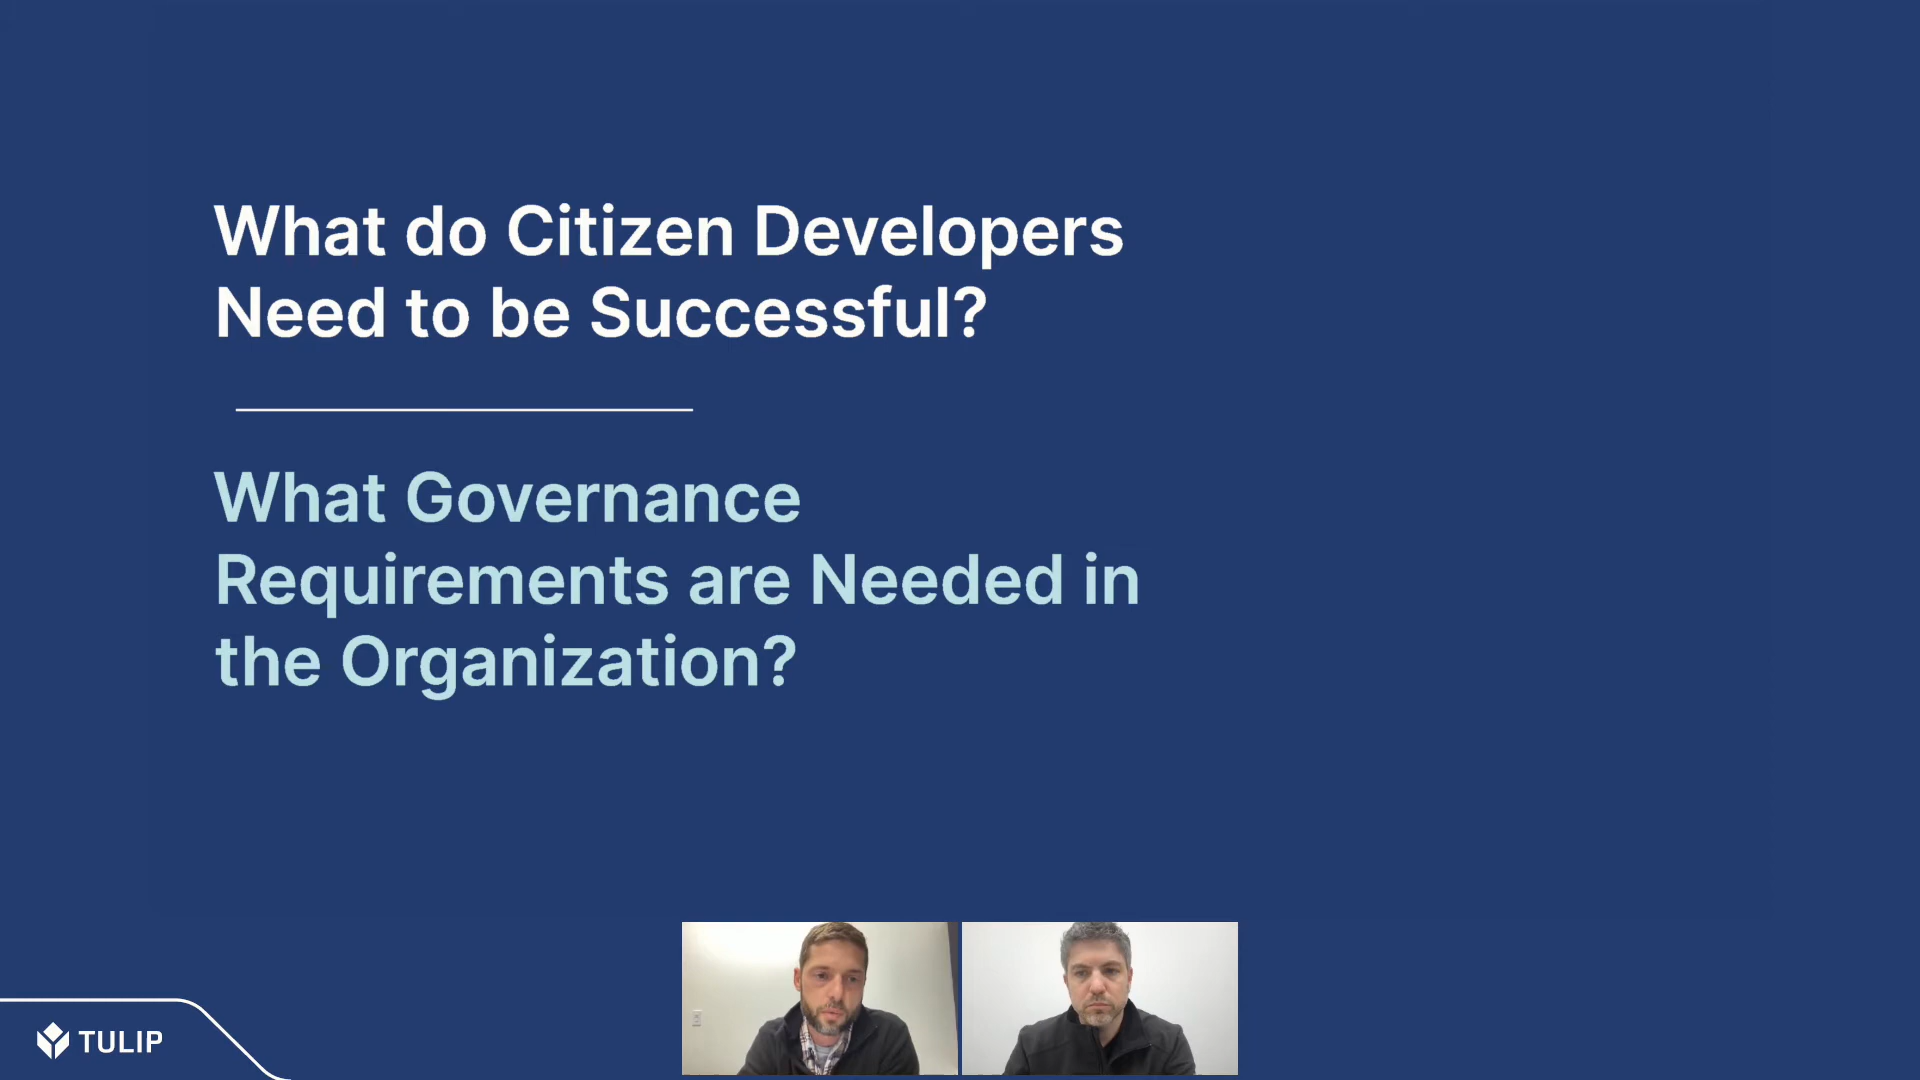 What do Citizen Developers
Need to be Successful?
What Governance
Requirements are Needed in
the Organization?
TULIP